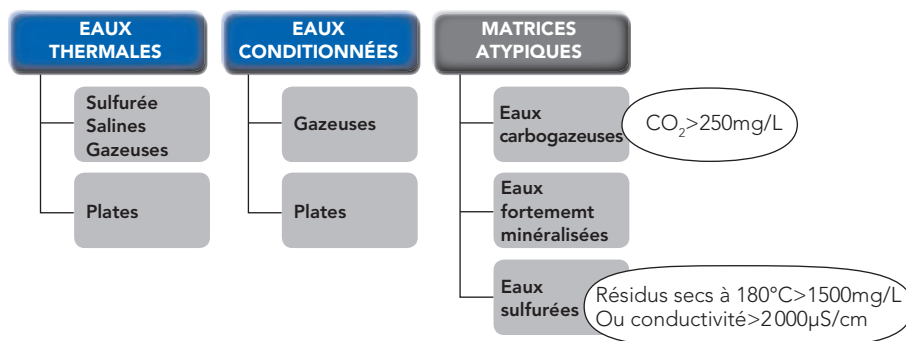 EAUX
THERMALES
Sulfurée
Salines
Gazeuses
Plates
EAUX
CONDITIONNÉES
Gazeuses
Plates
MATRICES
ATYPIQUES
Eaux
carbogazeuses
CO2>250mg/L
Eaux
fortememt
minéralisées
Eaux
sulfurées
Résidus secs à 180°C>1500mg/L
Ou conductivité>2000µS/cm